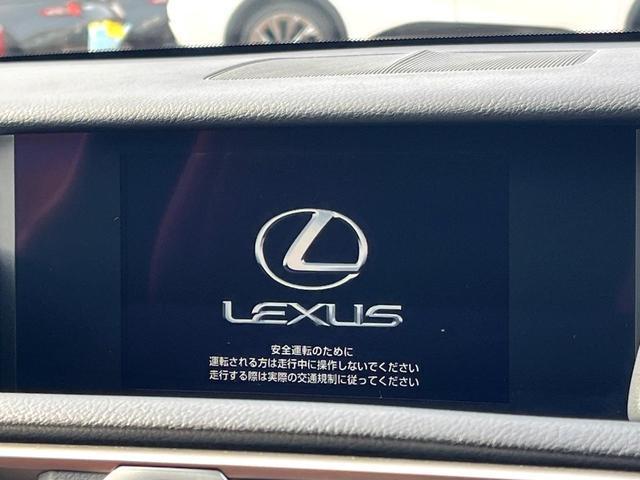 LEXUS
安全運転のために
運転される方は走行中に操作しないでください
走行する際は実際の交通規制に従ってください